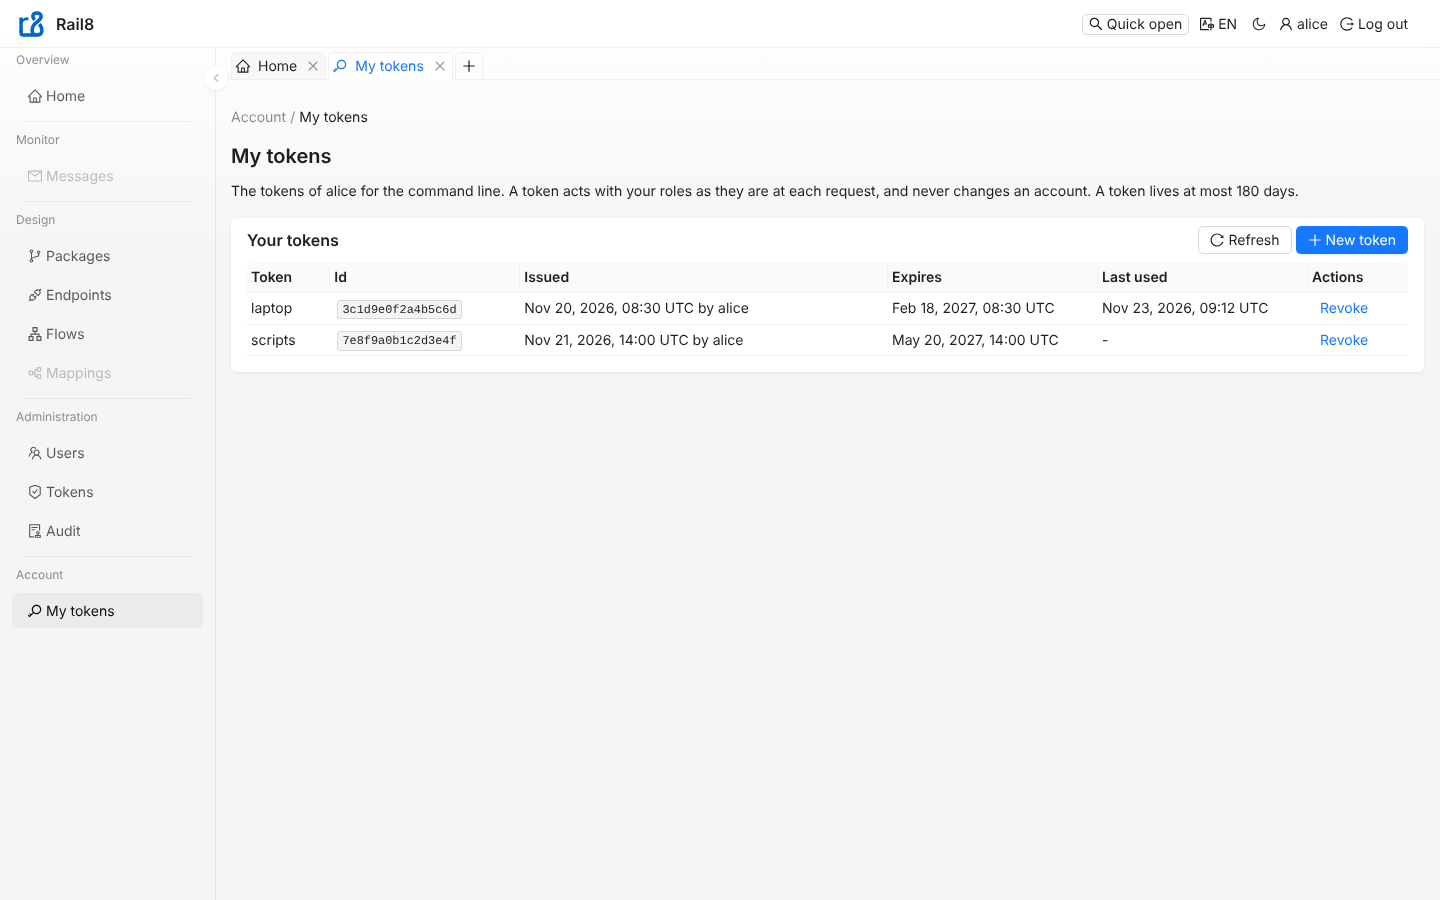 Rail8
Quick open
EN
alice
Log out
Overview
Home
Monitor
Messages
Design
Packages
Endpoints
Flows
Mappings
Administration
Users
Tokens
Audit
Account
My tokens
Home
My tokens
Account / My tokens
My tokens
The tokens of alice for the command line. A token acts with your roles as they are at each request, and never changes an account. A token lives at most 180 days.
Your tokens
Refresh
New token
Token Id Issued Expires Last used Actions
laptop 3c1d9e0f2a4b5c6d Nov 20, 2026, 08:30 UTC by alice Feb 18, 2027, 08:30 UTC Nov 23, 2026, 09:12 UTC Revoke
scripts 7e8f9a0b1c2d3e4f Nov 21, 2026, 14:00 UTC by alice May 20, 2027, 14:00 UTC - Revoke